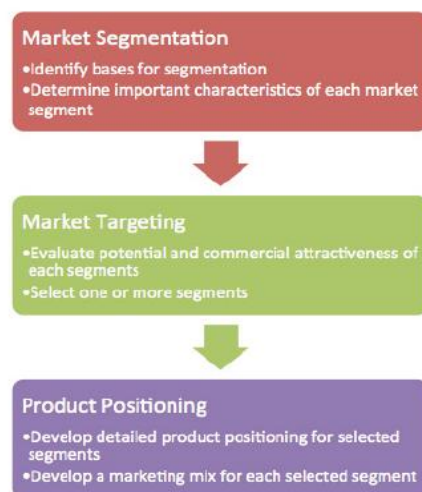 Market Segmentation
•Identify bases for segmentation
•Determine important characteristics of each market
segment
Market Targeting
•Evaluate potential and commercial attractiveness of
each segments
•Select one or more segments
Product Positioning
•Develop detailed product positioning for selected
segments
•Develop a marketing mix for each selected segment